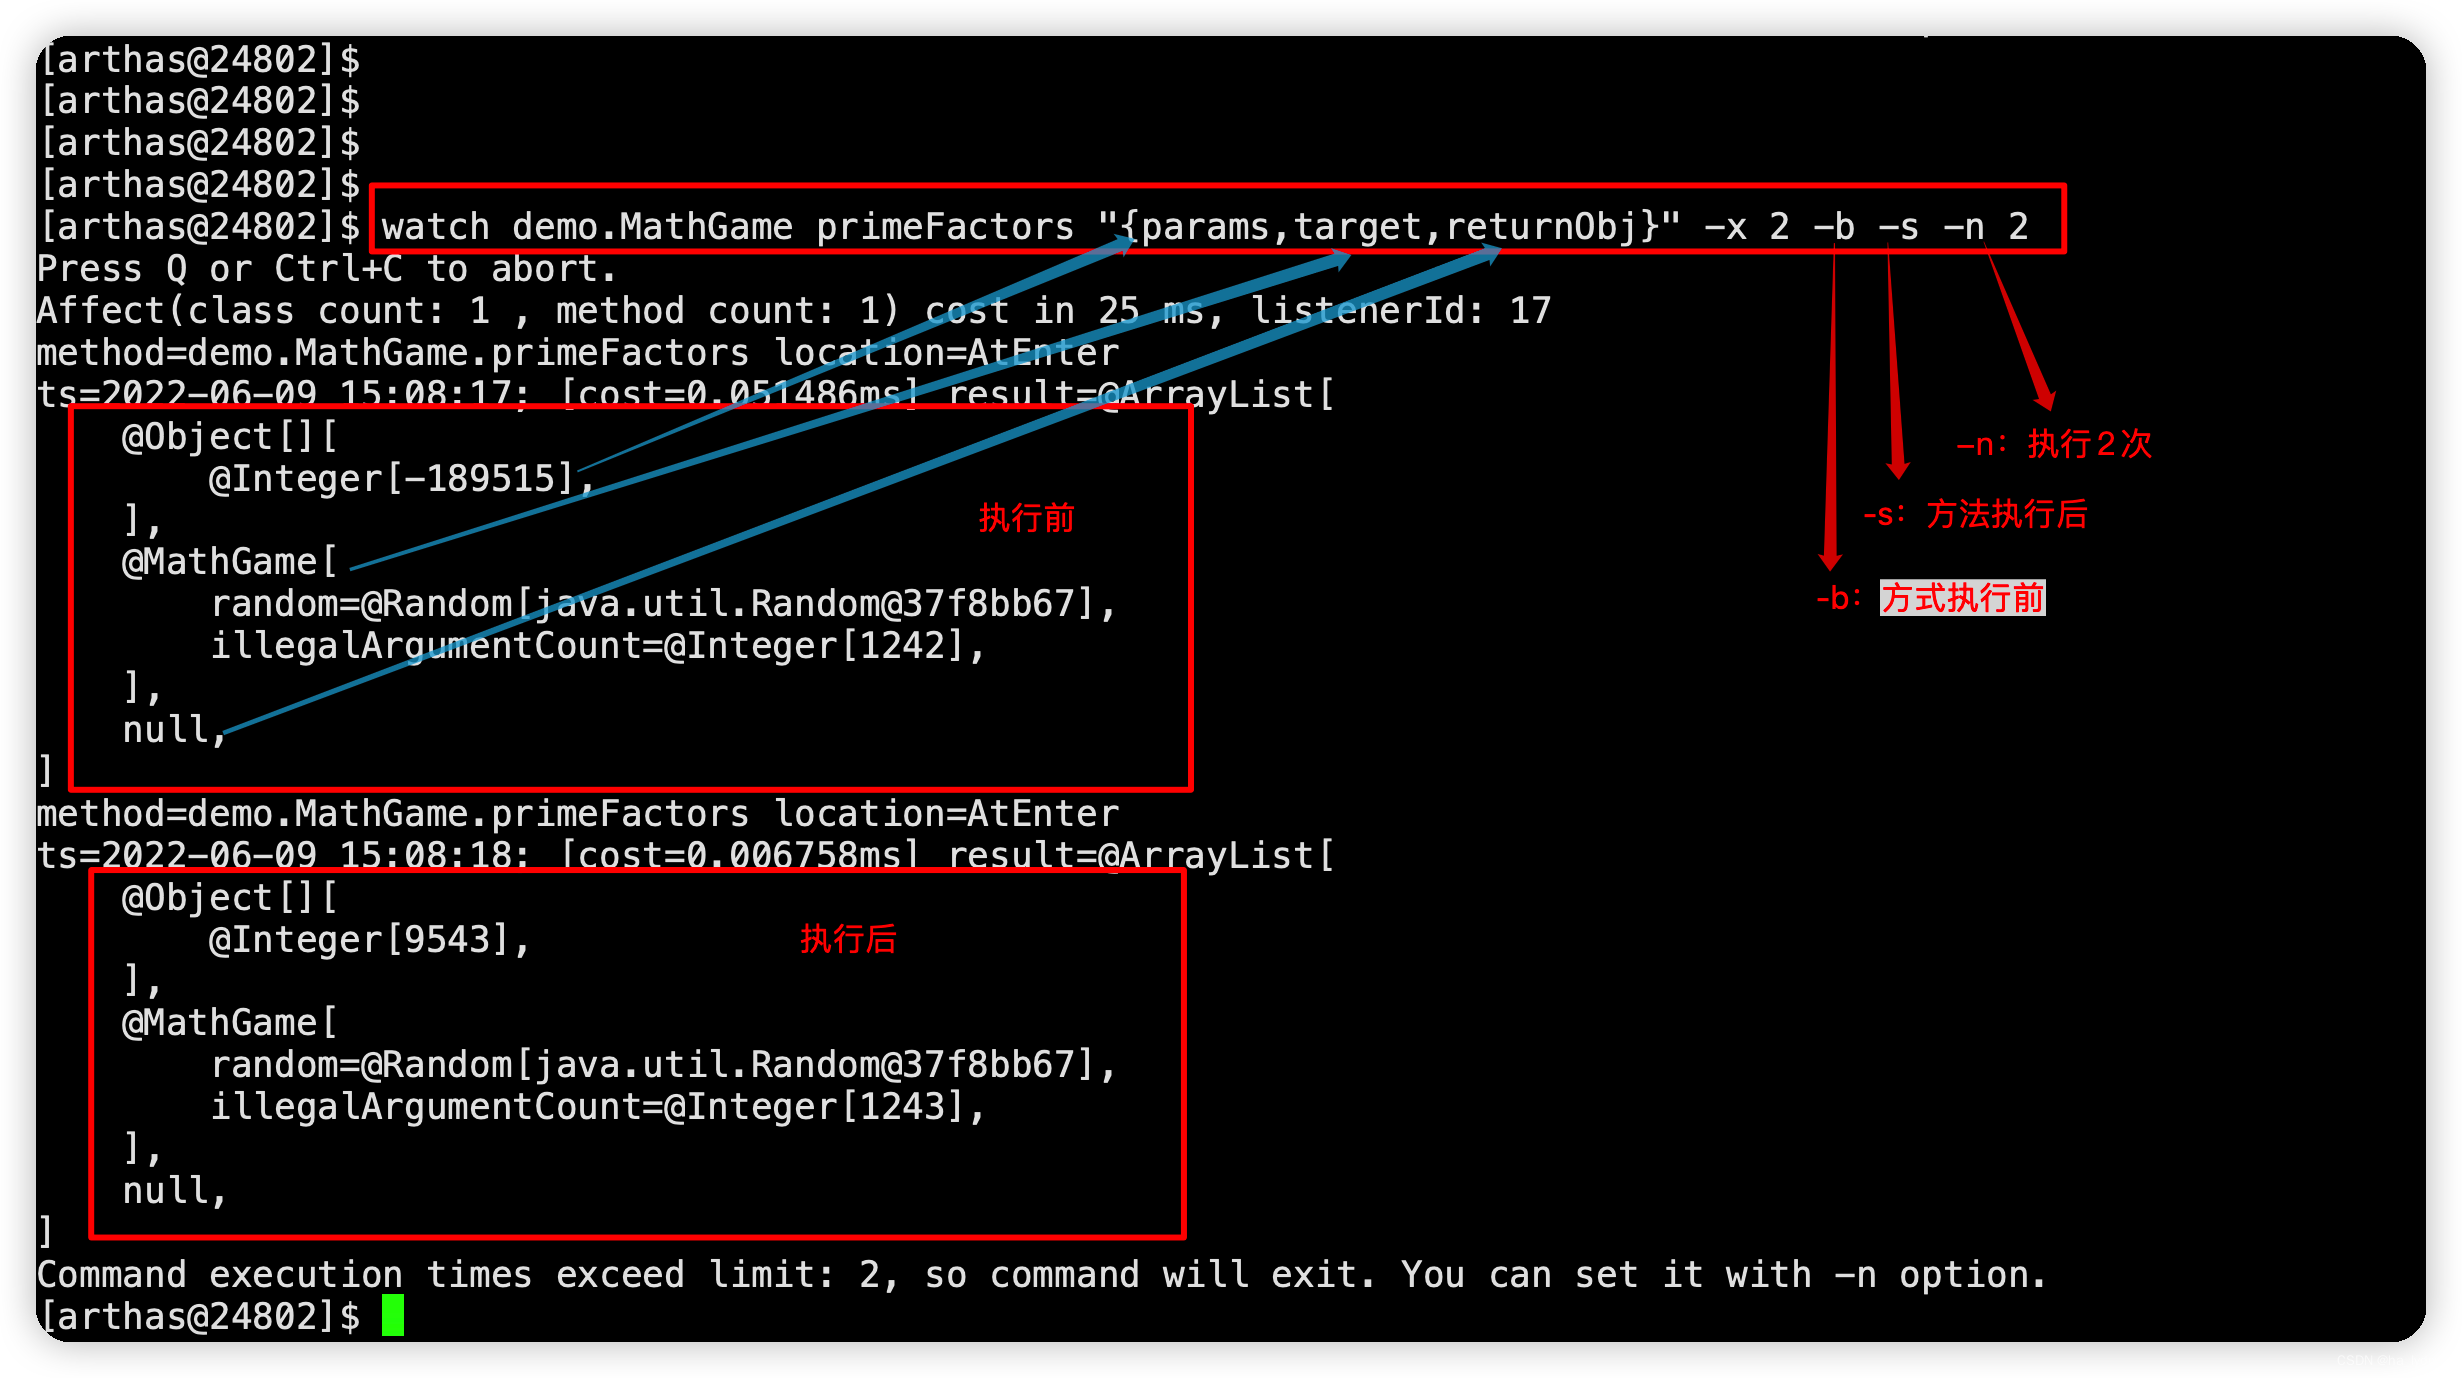 [arthas@24802]$
[arthas@24802]$
[arthas@24802]$
[arthas@24802]$
[arthas@24802]$ watch demo.MathGame primeFactors "{params,target,returnObj}" -x 2 -b -s -n 2
Press Q or Ctrl+C to abort.
Affect(class count: 1 , method count: 1) cost in 25 ms, listenerId: 17
method=demo.MathGame.primeFactors location=AtEnter
ts=2022-06-09 15:08:17; [cost=0.051486ms] result=@ArrayList[
    @Object[][
        @Integer[-189515],
    ],
    @MathGame[
        random=@Random[java.util.Random@37f8bb67],
        illegalArgumentCount=@Integer[1242],
    ],
    null,
]
执行前
-n：执行2次
-s：方法执行后
-b：方式执行前
method=demo.MathGame.primeFactors location=AtEnter
ts=2022-06-09 15:08:18; [cost=0.006758ms] result=@ArrayList[
    @Object[][
        @Integer[9543],
    ],
    @MathGame[
        random=@Random[java.util.Random@37f8bb67],
        illegalArgumentCount=@Integer[1243],
    ],
    null,
]
执行后
Command execution times exceed limit: 2, so command will exit. You can set it with -n option.
[arthas@24802]$